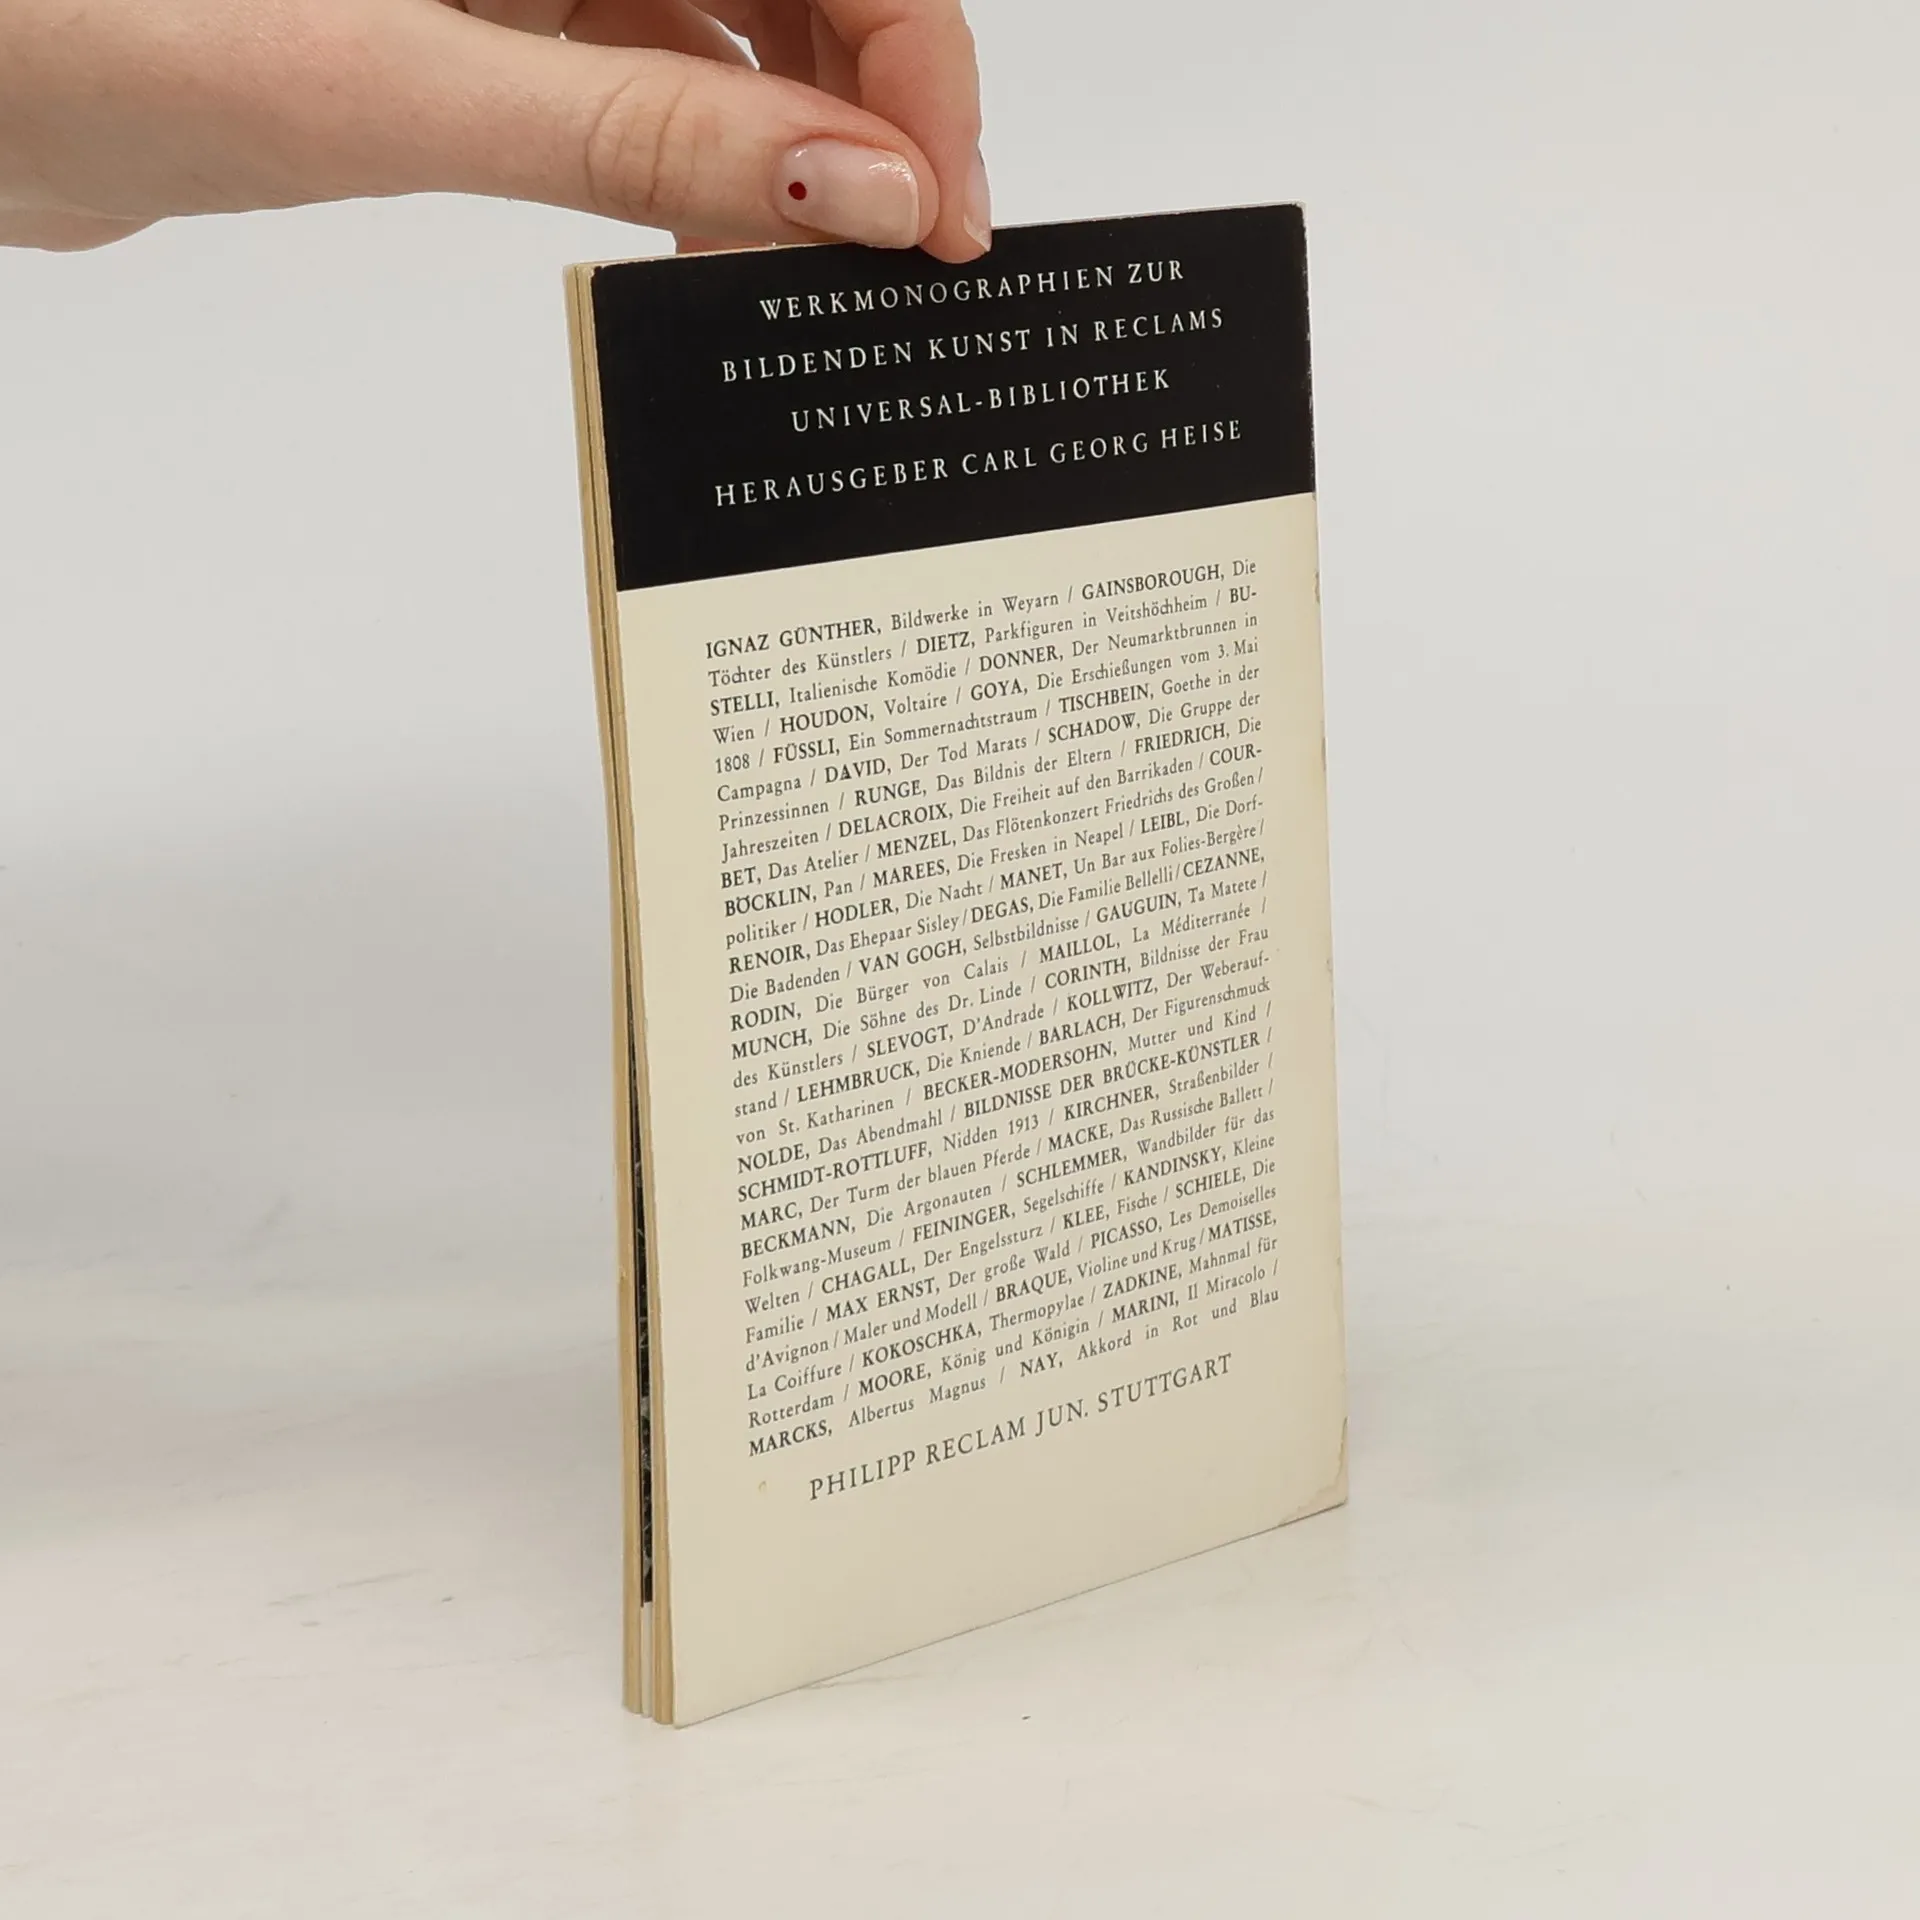 WERKMONOGRAPHIEN ZUR
BILDENDEN KUNST IN RECLAMS
UNIVERSAL-BIBLIOTHEK
HERAUSGEBER CARL GEORG HEISE
IGNAZ GÜNTHER, Bildwerke in Weyarn / GAINSBOROUGH, Die
Töchter des Künstlers / DIETZ, Parkfiguren in Veitshöchheim / BU-
STELLI, Italienische Komödie / DONNER, Der Neumarktbrunnen in
Wien / HOUDON, Voltaire / GOYA, Die Erschießungen vom 3. Mai
1808 / FÜSSLI, Ein Sommernachtstraum / TISCHBEIN, Goethe in der
Campagna / DAVID, Der Tod Marats / SCHADOW, Die Gruppe der
Prinzessinnen / RUNGE, Das Bildnis der Eltern / FRIEDRICH, Die
Jahreszeiten / DELACROIX, Die Freiheit auf den Barrikaden / COUR-
BET, Das Atelier / MENZEL, Das Flötenkonzert Friedrichs des Großen /
BÖCKLIN, Pan / MAREES, Die Fresken in Neapel / LEIBL, Die Dorf-
politiker / HODLER, Die Nacht / MANET, Un Bar aux Folies-Bergère /
RENOIR, Das Ehepaar Sisley / DEGAS, Die Familie Bellelli / CEZANNE,
Die Badenden / VAN GOGH, Selbstbildnisse / GAUGUIN, Ta Matete /
RODIN, Die Bürger von Calais / MAILLOL, La Méditerranée /
MUNCH, Die Söhne des Dr. Linde / CORINTH, Bildnisse der Frau
des Künstlers / SLEVOGT, D'Andrade / KOLLWITZ, Der Weberauf-
stand / LEHMBRUCK, Die Kniende / BARLACH, Der Figurenschmuck
von St. Katharinen / BECKER-MODERSOHN, Mutter und Kind /
NOLDE, Das Abendmahl / BILDNISSE DER BRÜCKE-KÜNSTLER /
SCHMIDT-ROTTLUFF, Nidden 1913 / KIRCHNER, Straßenbilder /
MARC, Der Turm der blauen Pferde / MACKE, Das Russische Ballett /
BECKMANN, Die Argonauten / SCHLEMMER, Wandbilder für das
Folkwang-Museum / FEININGER, Segelschiffe / KANDINSKY, Kleine
Welten / CHAGALL, Der Engelssturz / KLEE, Fische / SCHIELE, Die
Familie / MAX ERNST, Der große Wald / PICASSO, Les Demoiselles
d'Avignon / Maler und Modell / BRAQUE, Violine und Krug / MATISSE,
La Coiffure / KOKOSCHKA, Thermopylae / ZADKINE, Mahnmal für
Rotterdam / MOORE, König und Königin / MARINI, Il Miracolo /
MARCKS, Albertus Magnus / NAY, Akkord in Rot und Blau
PHILIPP RECLAM JUN. STUTTGART